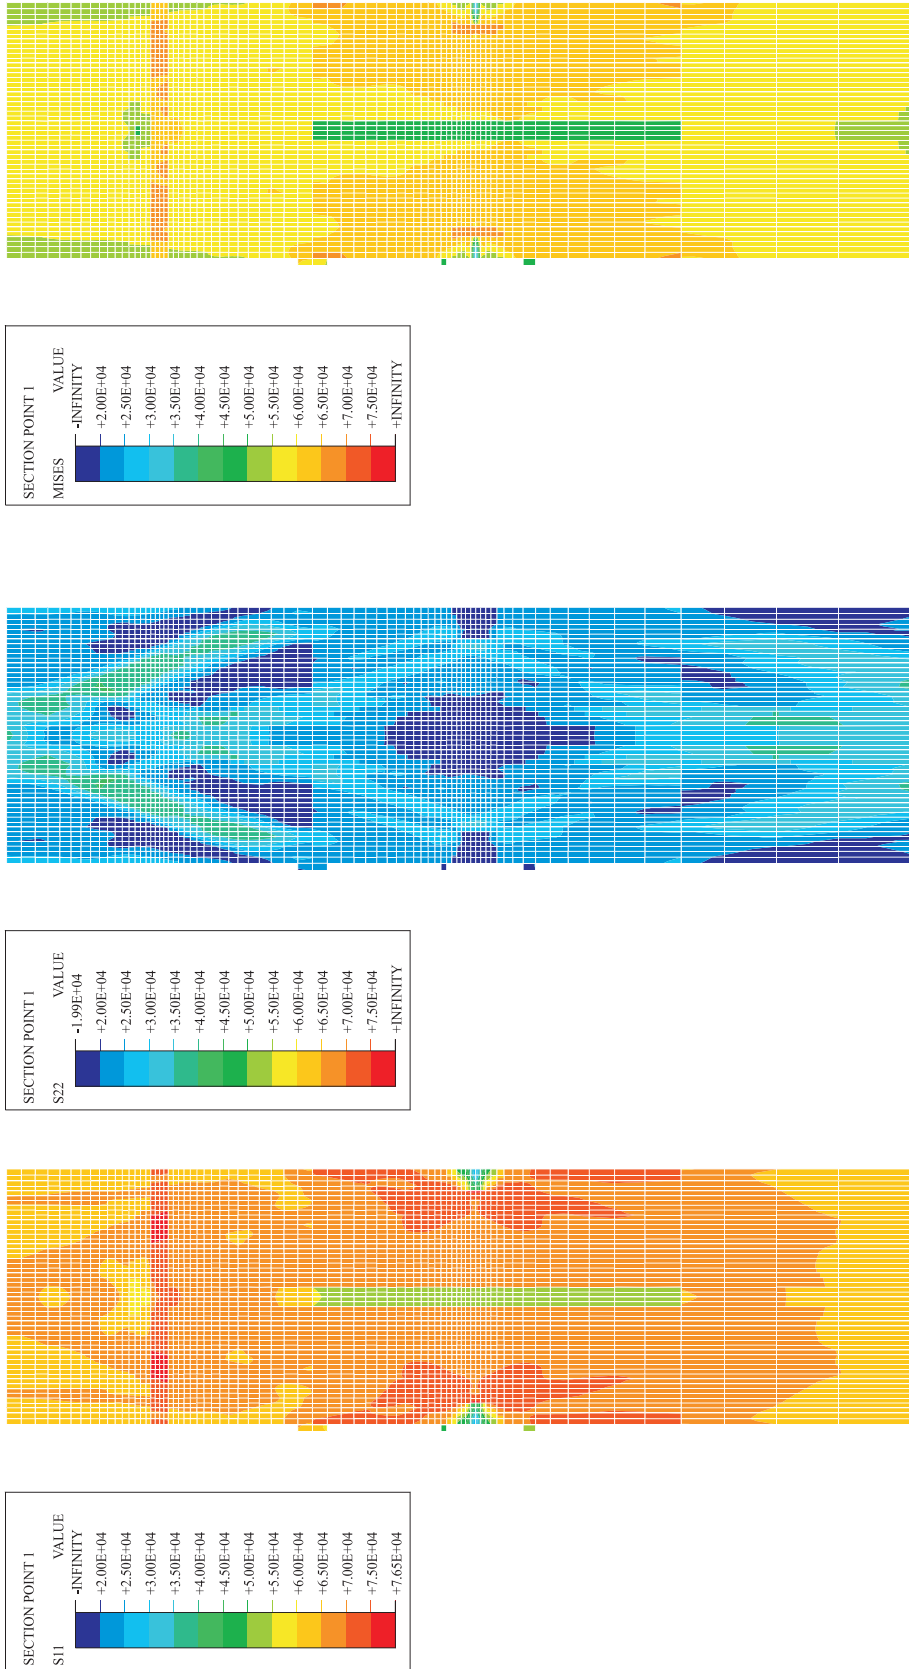 SECTION POINT 1
S11 VALUE
-INFINITY
+2.00E+04
+2.50E+04
+3.00E+04
+3.50E+04
+4.00E+04
+4.50E+04
+5.00E+04
+5.50E+04
+6.00E+04
+6.50E+04
+7.00E+04
+7.50E+04
+7.65E+04
SECTION POINT 1
S22 VALUE
-1.99E+04
+2.00E+04
+2.50E+04
+3.00E+04
+3.50E+04
+4.00E+04
+4.50E+04
+5.00E+04
+5.50E+04
+6.00E+04
+6.50E+04
+7.00E+04
+7.50E+04
+INFINITY
SECTION POINT 1
MISES VALUE
-INFINITY
+2.00E+04
+2.50E+04
+3.00E+04
+3.50E+04
+4.00E+04
+4.50E+04
+5.00E+04
+5.50E+04
+6.00E+04
+6.50E+04
+7.00E+04
+7.50E+04
+INFINITY